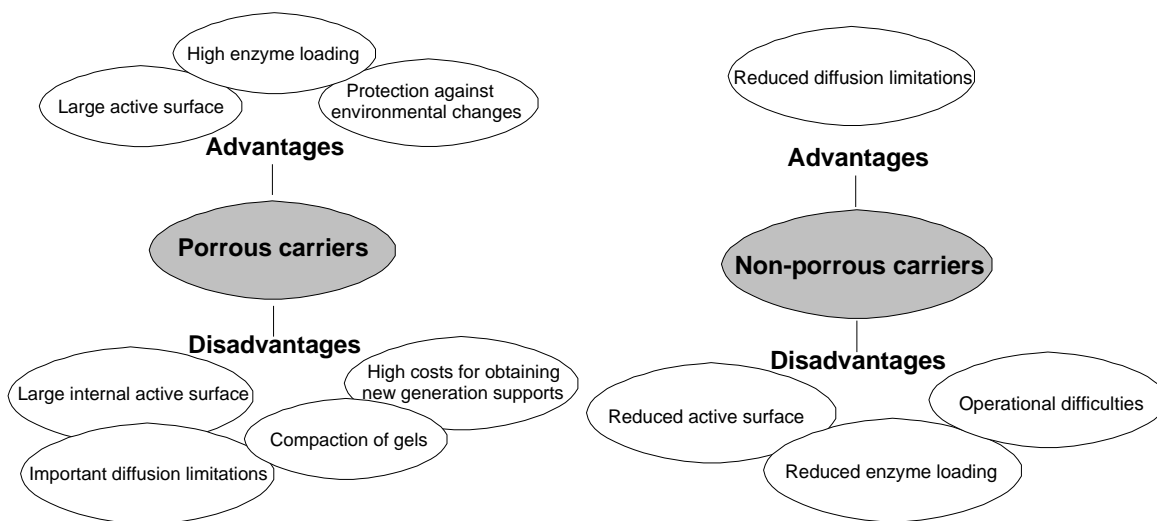 High enzyme loading
Large active surface
Protection against
environmental changes
Advantages
Porrous carriers
Disadvantages
Large internal active surface
High costs for obtaining
new generation supports
Compaction of gels
Important diffusion limitations
Reduced diffusion limitations
Advantages
Non-porrous carriers
Disadvantages
Reduced active surface
Operational difficulties
Reduced enzyme loading